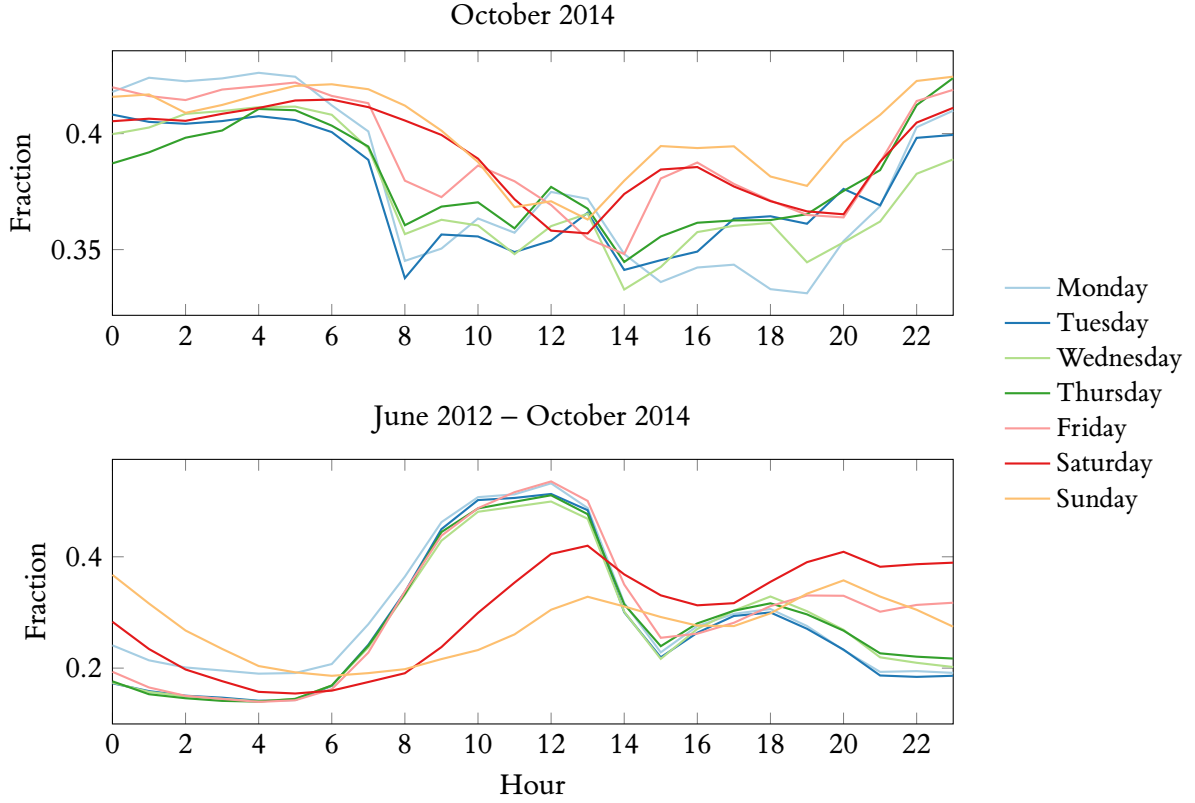 October 2014
Fraction
0.4
0.35
0 2 4 6 8 10 12 14 16 18 20 22
Monday
Tuesday
Wednesday
Thursday
Friday
Saturday
Sunday
June 2012 – October 2014
Fraction
0.4
0.2
0 2 4 6 8 10 12 14 16 18 20 22
Hour